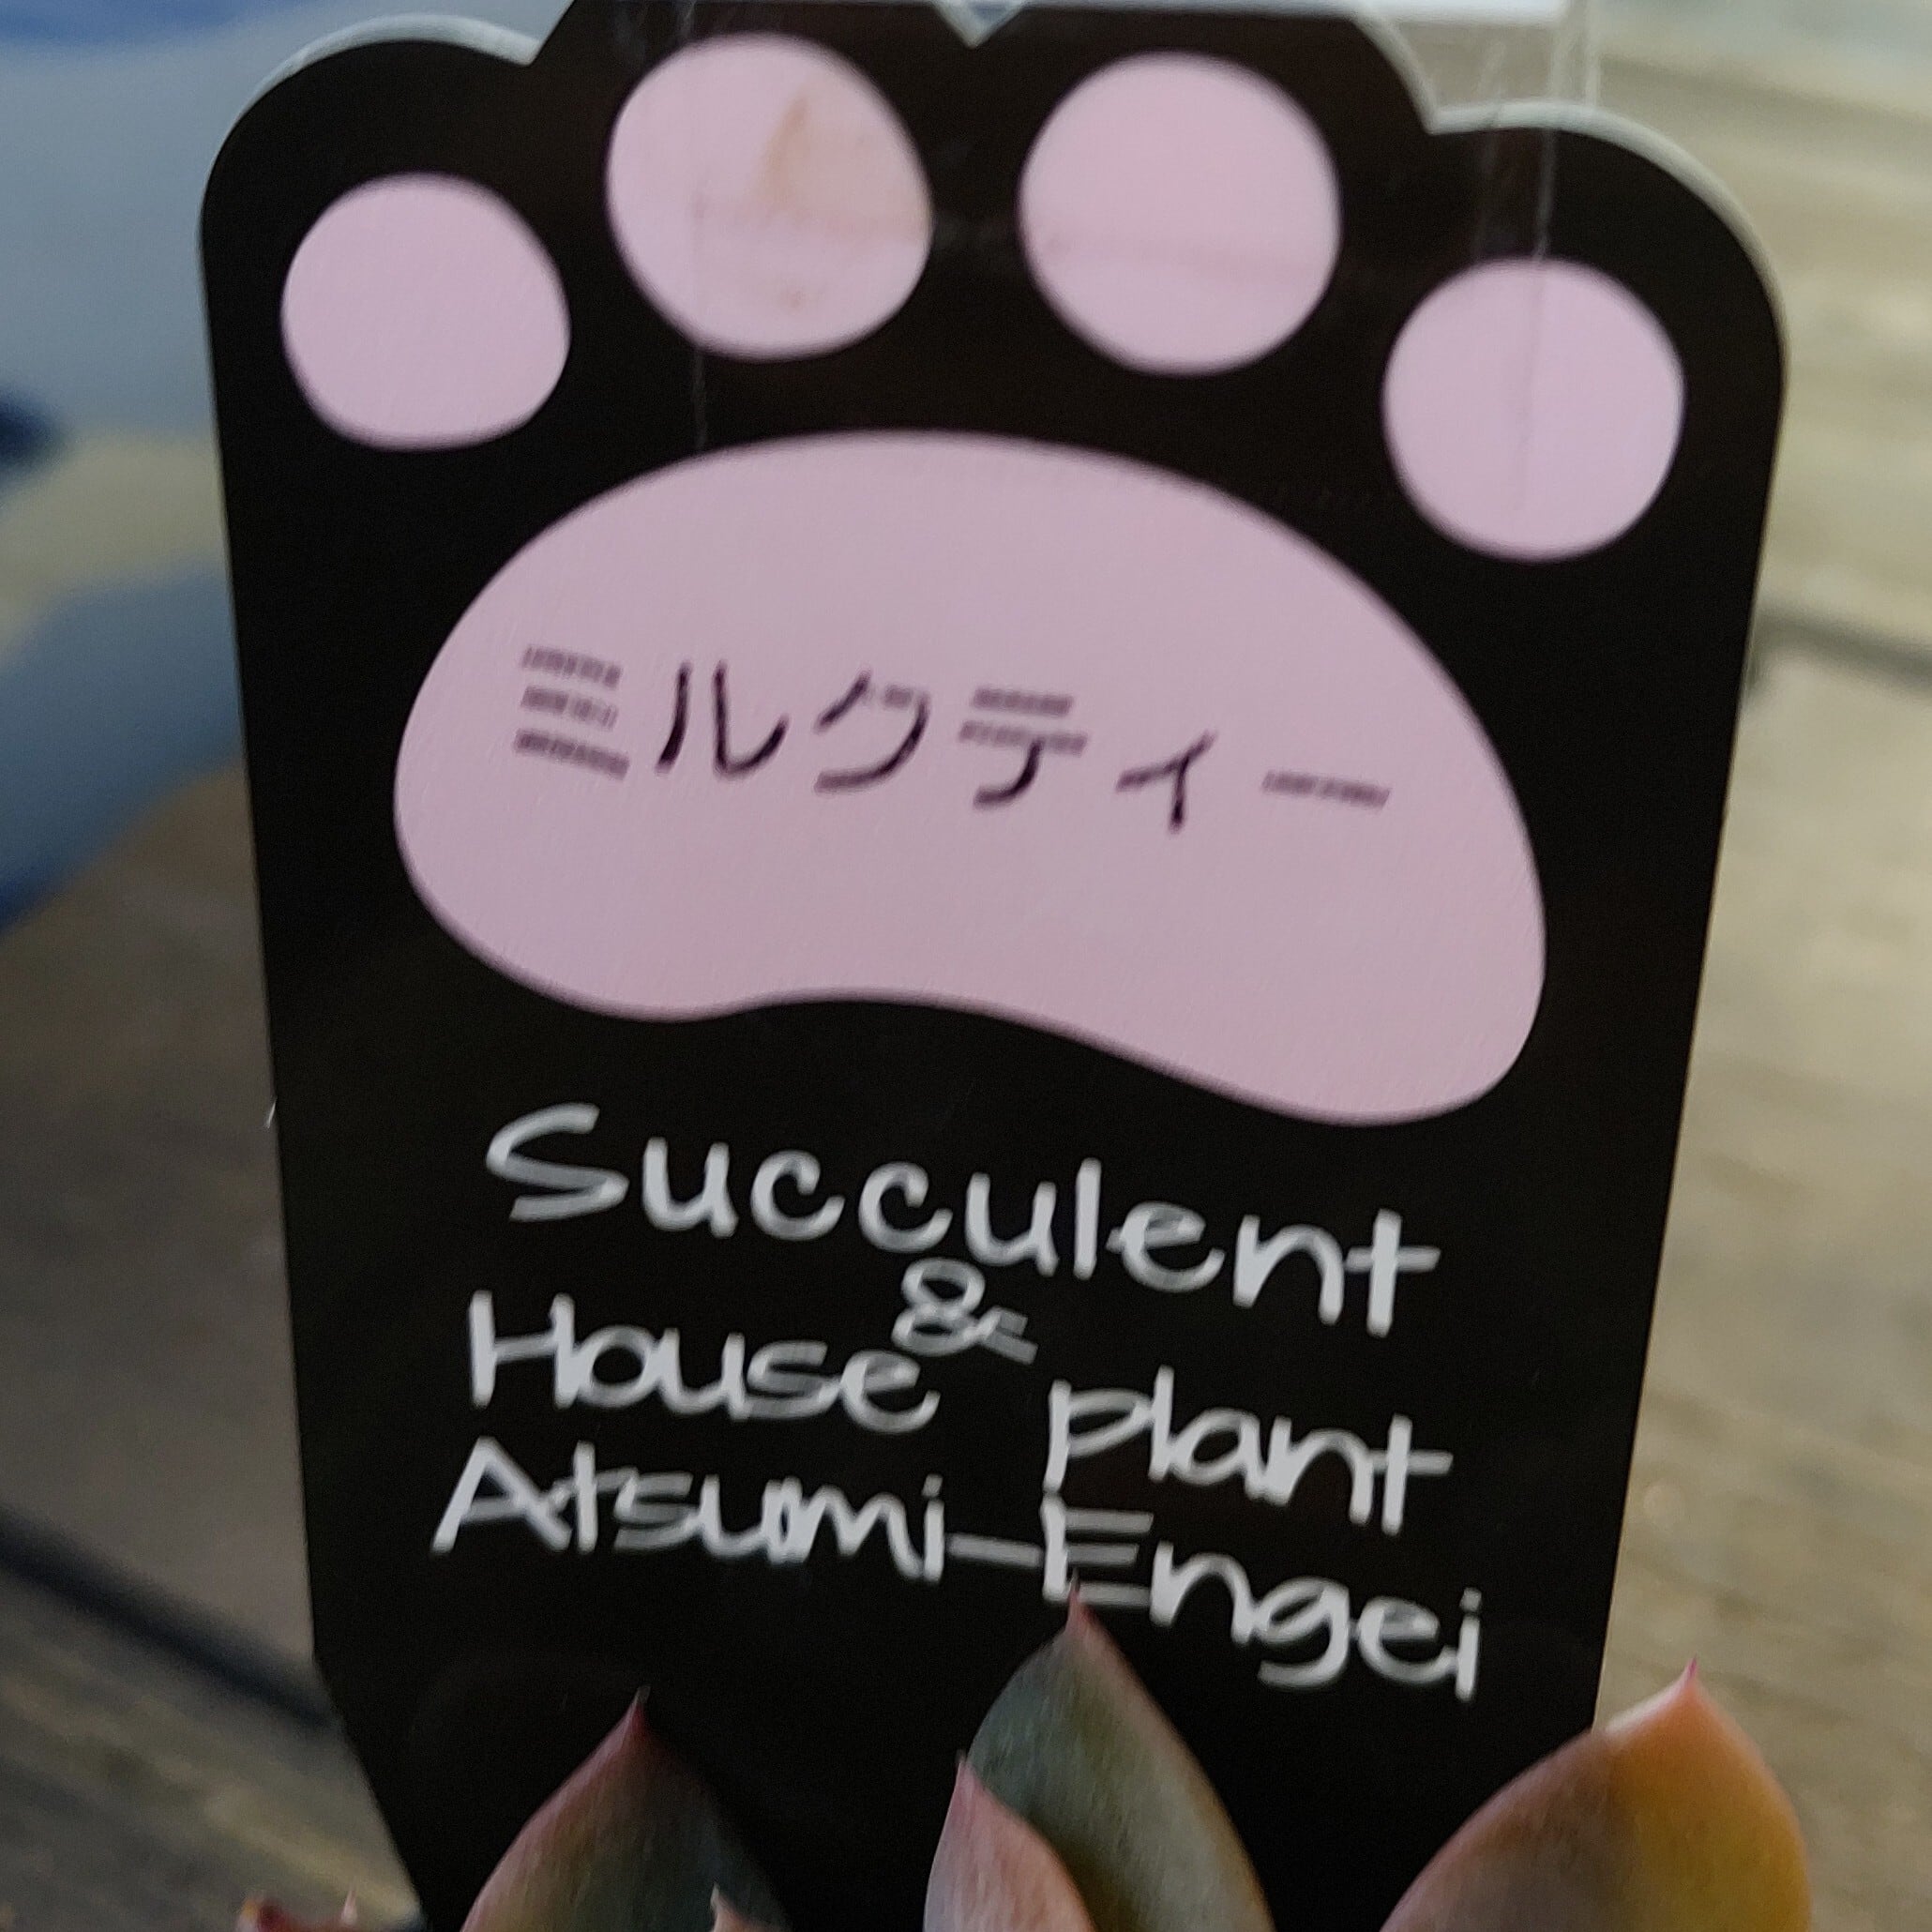 ミルクティー
Succulent
&
House plant
Atsumi-Engei